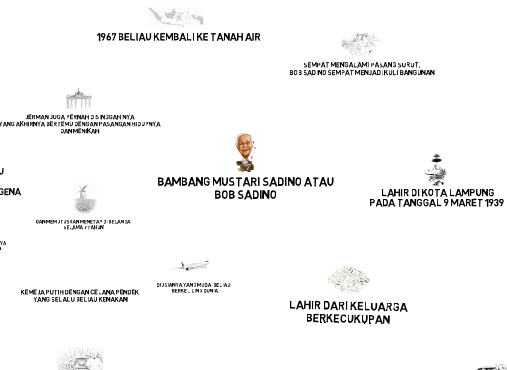 1967 BELIAU KEMBALI KE TANAH AIR
SEMPAT MENGALAMI PASANG SURUT,
BOB SADINO SEMPAT MENJADI KULI BANGUNAN
JERMAN JUGA PERNAH DISINGGAHINYA
YANG AKHIRNYA BERTEMU DENGAN PASANGAN HIDUPNYA
DAN MENIKAH
U
GENA
BAMBANG MUSTARI SADINO ATAU
BOB SADINO
LAHIR DI KOTA LAMPUNG
PADA TANGGAL 9 MARET 1939
DAN MEMUTUSKAN MENETAP DI BELANDA
SELAMA 9 TAHUN
YA
KEMEJA PUTIH DENGAN CELANA PENDEK
YANG SELALU BELIAU KENAKAN
DI USIANYA YANG MUDA, BELIAU
BERKELILING DUNIA
LAHIR DARI KELUARGA
BERKECUKUPAN